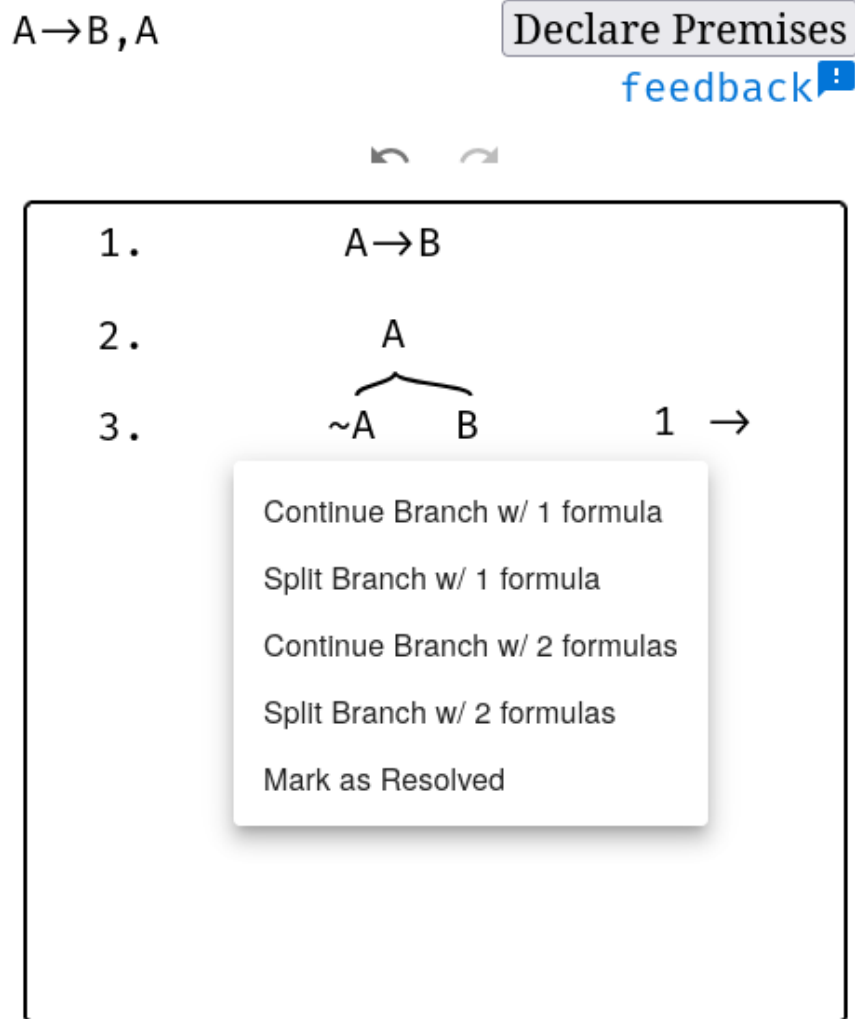 A→B,A Declare Premises
feedback
1. A→B
2. A
3. ~A B 1 →
Continue Branch w/ 1 formula
Split Branch w/ 1 formula
Continue Branch w/ 2 formulas
Split Branch w/ 2 formulas
Mark as Resolved